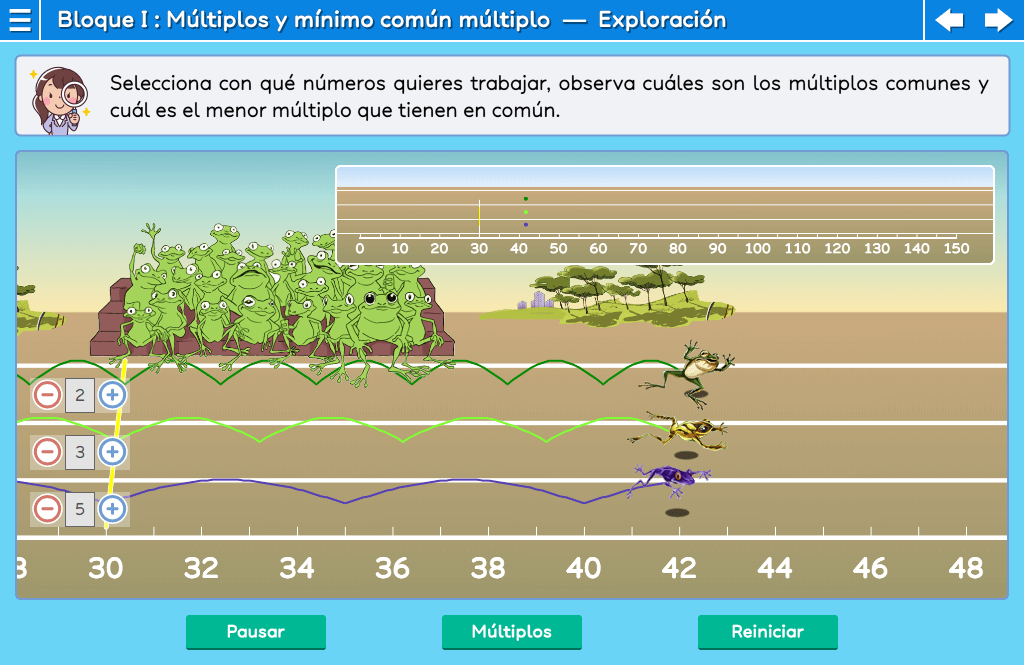 Bloque I : Múltiplos y mínimo común múltiplo — Exploración
Selecciona con qué números quieres trabajar, observa cuáles son los múltiplos comunes y
cuál es el menor múltiplo que tienen en común.
0 10 20 30 40 50 60 70 80 90 100 110 120 130 140 150
2
3
5
30 32 34 36 38 40 42 44 46 48
Pausar Múltiplos Reiniciar